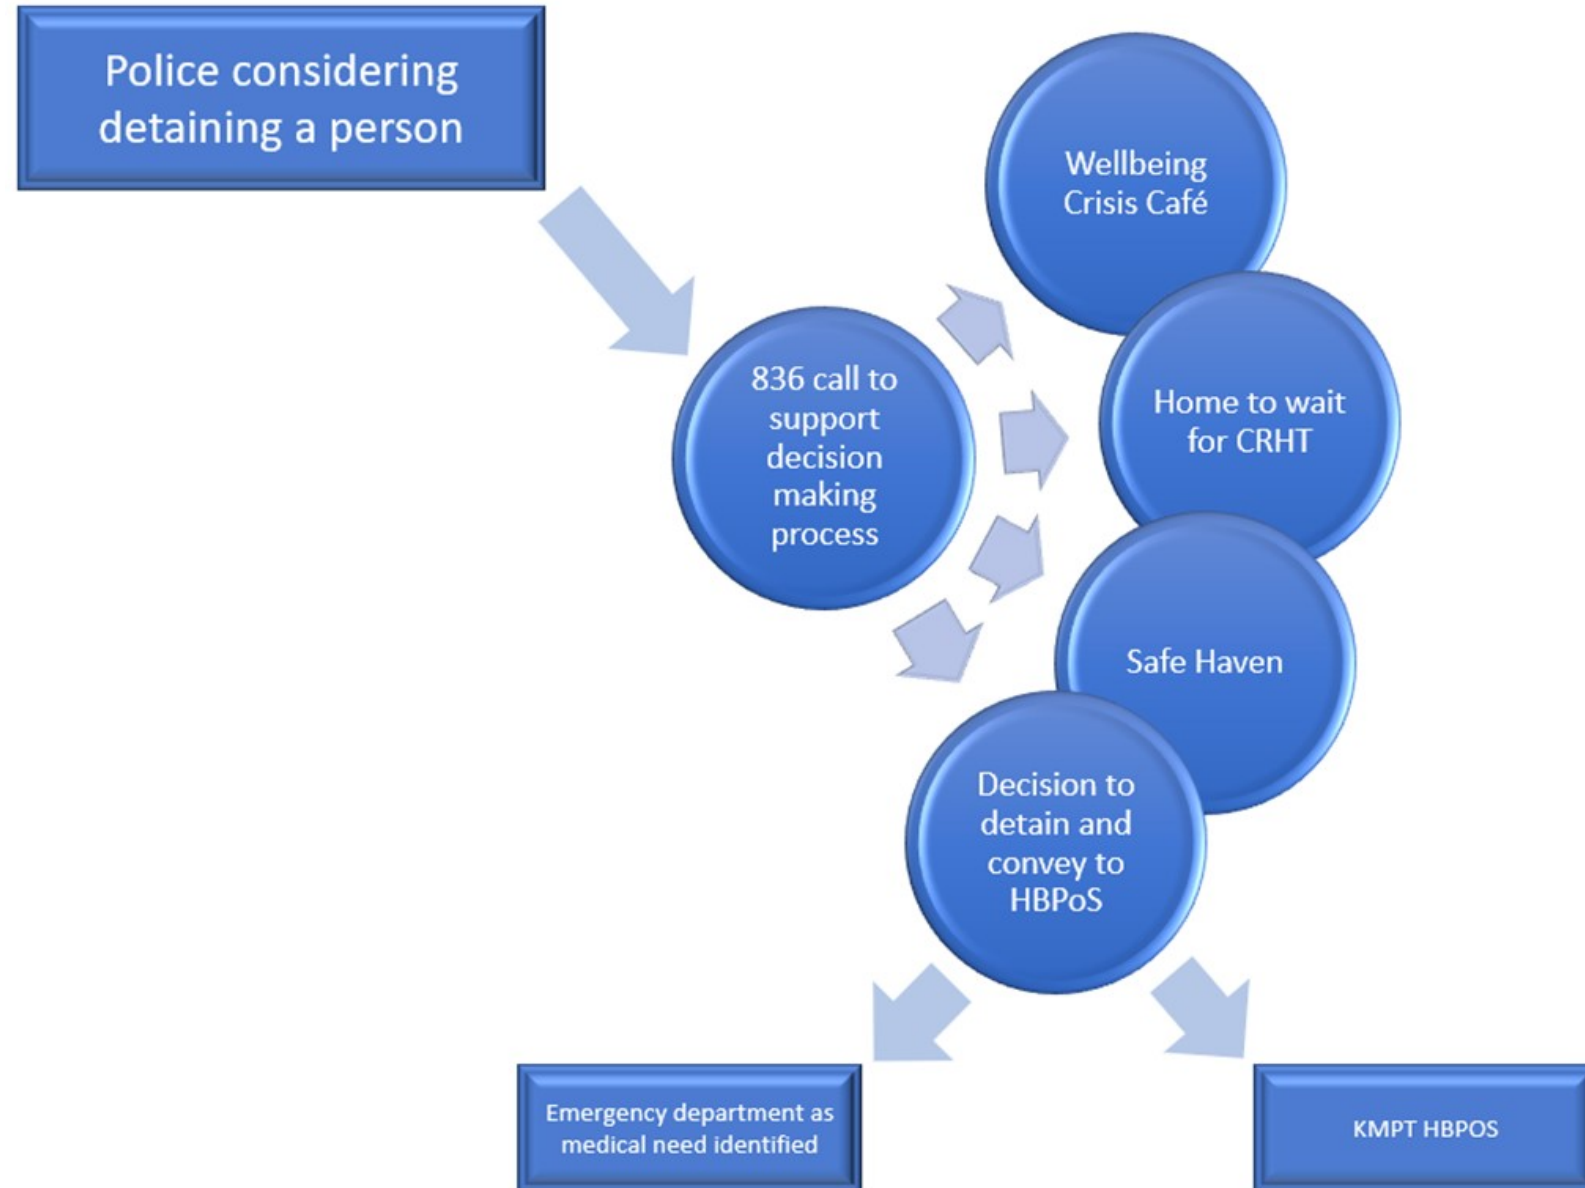 Police considering
detaining a person
Wellbeing
Crisis Café
836 call to
support
decision
making
process
Home to wait
for CRHT
Safe Haven
Decision to
detain and
convey to
HBPoS
Emergency department as
medical need identified
KMPT HBPOS